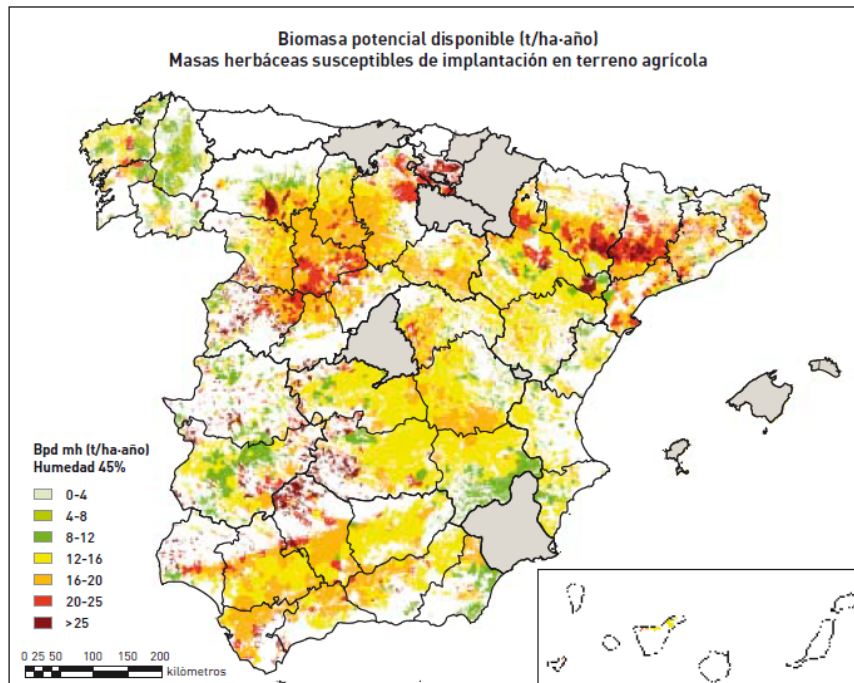 Biomasa potencial disponible (t/ha·año)
Masas herbáceas susceptibles de implantación en terreno agrícola
Bpd mh (t/ha·año)
Humedad 45%
0-4
4-8
8-12
12-16
16-20
20-25
>25
0 25 50 100 150 200
kilómetros